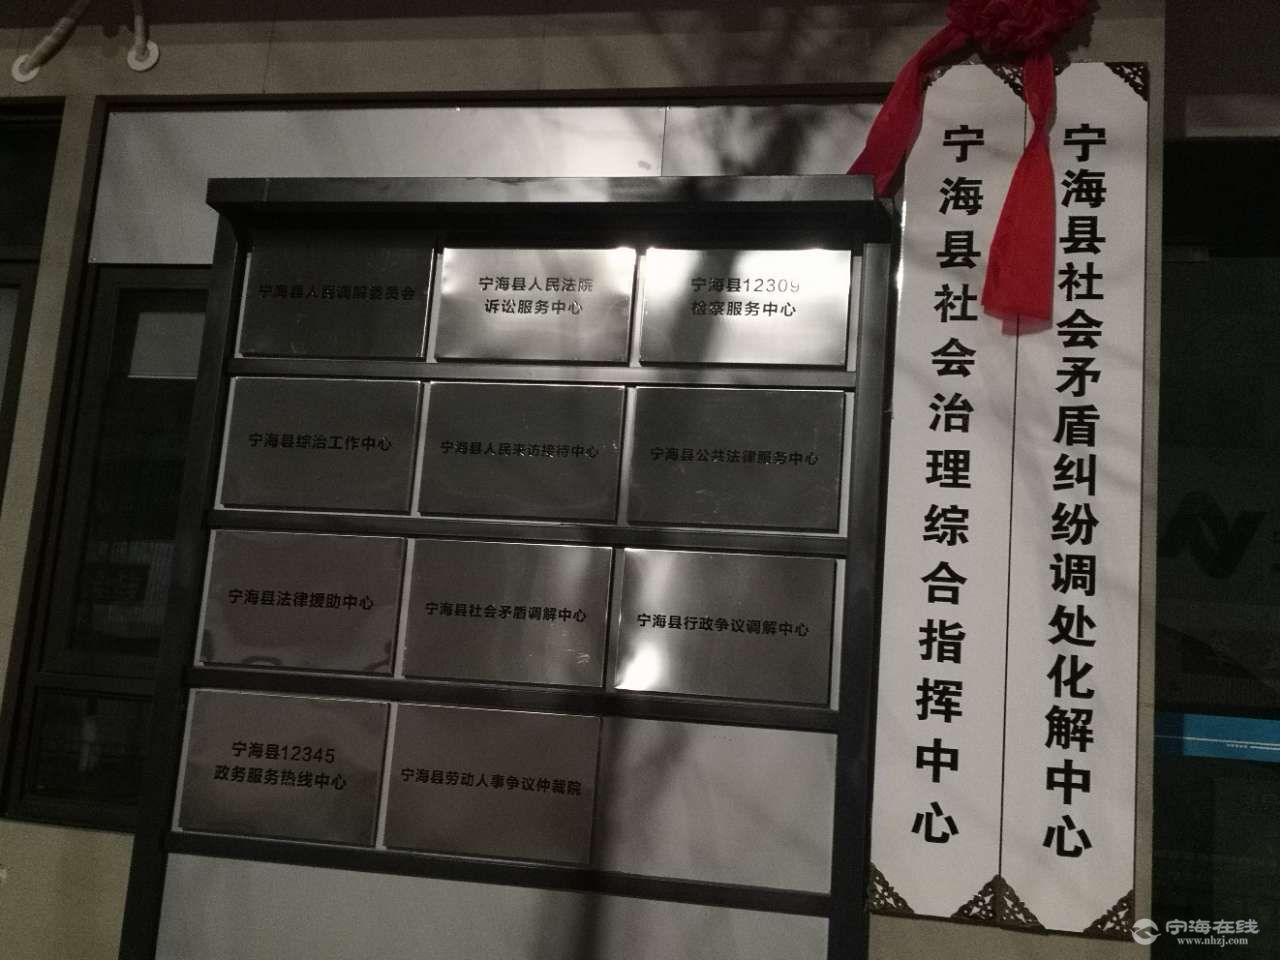 宁海县人民调解委员会
宁海县人民法院
诉讼服务中心
宁海县12309
检察服务中心
宁海县综治工作中心
宁海县人民来访接待中心
宁海县公共法律服务中心
宁海县法律援助中心
宁海县社会矛盾调解中心
宁海县行政争议调解中心
宁海县12345
政务服务热线中心
宁海县劳动人事争议仲裁院
宁海县社会治理综合指挥中心
宁海县社会矛盾纠纷调处化解中心
宁海在线
www.nhzj.com